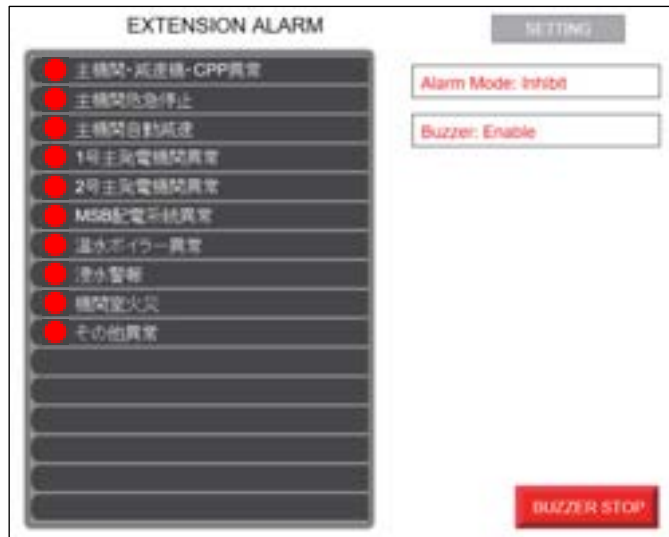 EXTENSION ALARM
SETTING
主機関・減速機・CPP異常
主機関危急停止
主機関自動減速
1号主発電機関異常
2号主発電機関異常
MSB配電系統異常
温水ボイラー異常
浸水警報
機関室火災
その他異常
Alarm Mode: Inhibit
Buzzer: Enable
BUZZER STOP